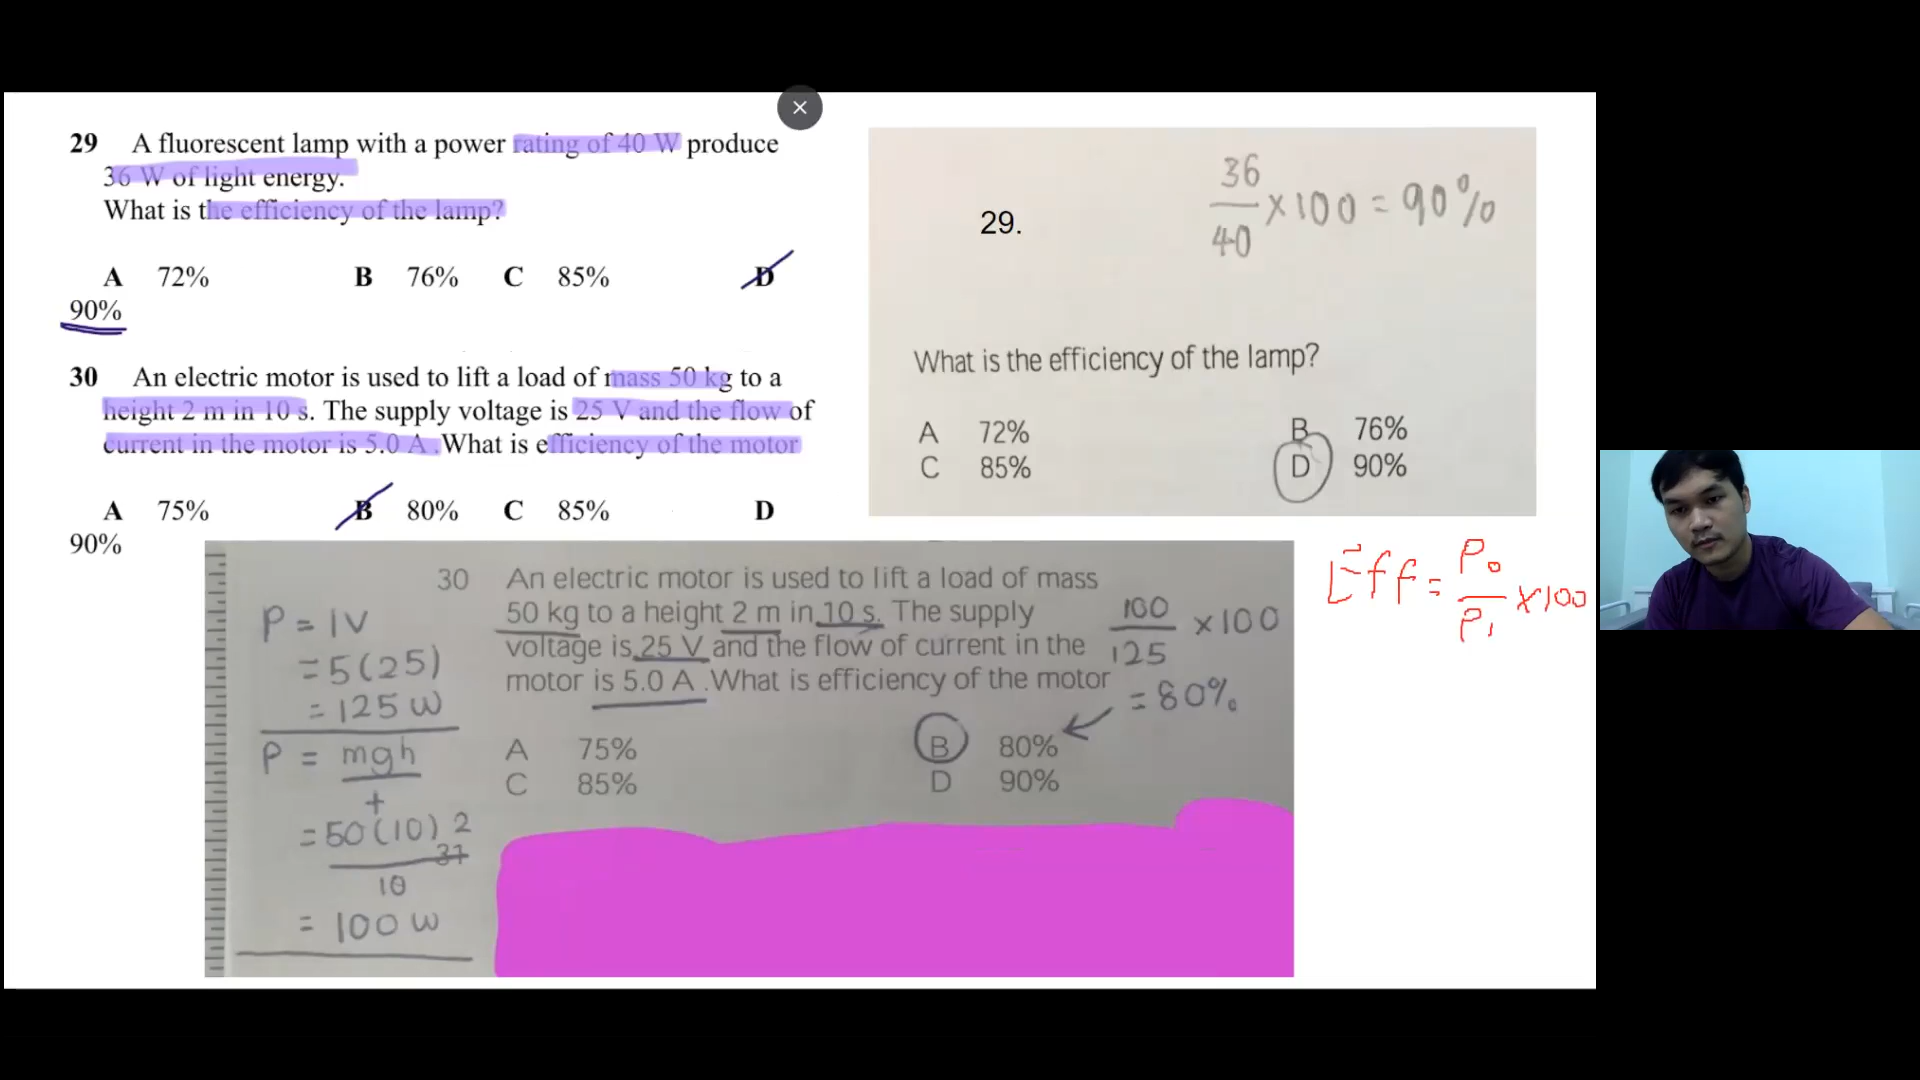 29 A fluorescent lamp with a power rating of 40 W produce
36 W of light energy.
What is the efficiency of the lamp?
A 72% B 76% C 85% D
90%
30 An electric motor is used to lift a load of mass 50 kg to a
height 2 m in 10 s. The supply voltage is 25 V and the flow of
current in the motor is 5.0 A .What is efficiency of the motor
A 75% B 80% C 85% D
90%
29.
36
40
×100 = 90%
What is the efficiency of the lamp?
A 72% B 76%
C 85% D 90%
30 An electric motor is used to lift a load of mass
50 kg to a height 2 m in 10 s. The supply
voltage is 25 V and the flow of current in the
motor is 5.0 A .What is efficiency of the motor
A 75% B 80%
C 85% D 90%
P = IV
= 5(25)
= 125 W
P = mgh
t
= 50(10) 2
10
= 100 W
100
125
× 100
= 80%
Eff = Po
Pi
×100